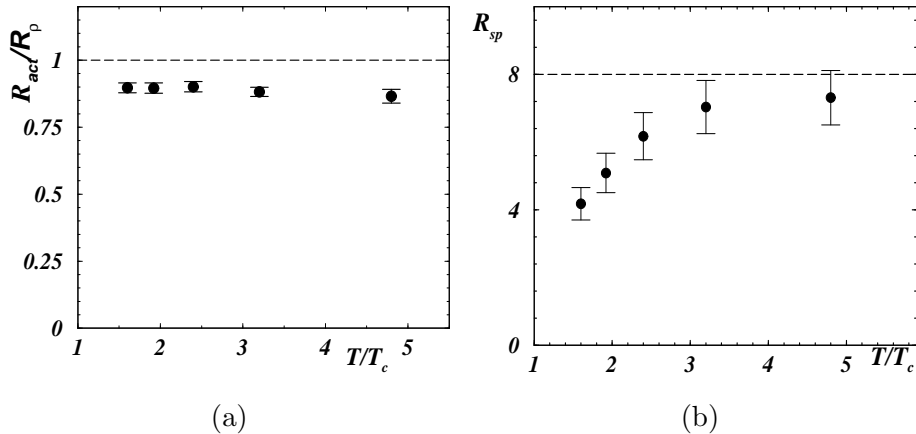 R_act/R_ρ
1
0.75
0.5
0.25
0
1 2 3 4 5
T/T_c
(a)
R_sp
8
4
0
1 2 3 4 5
T/T_c
(b)